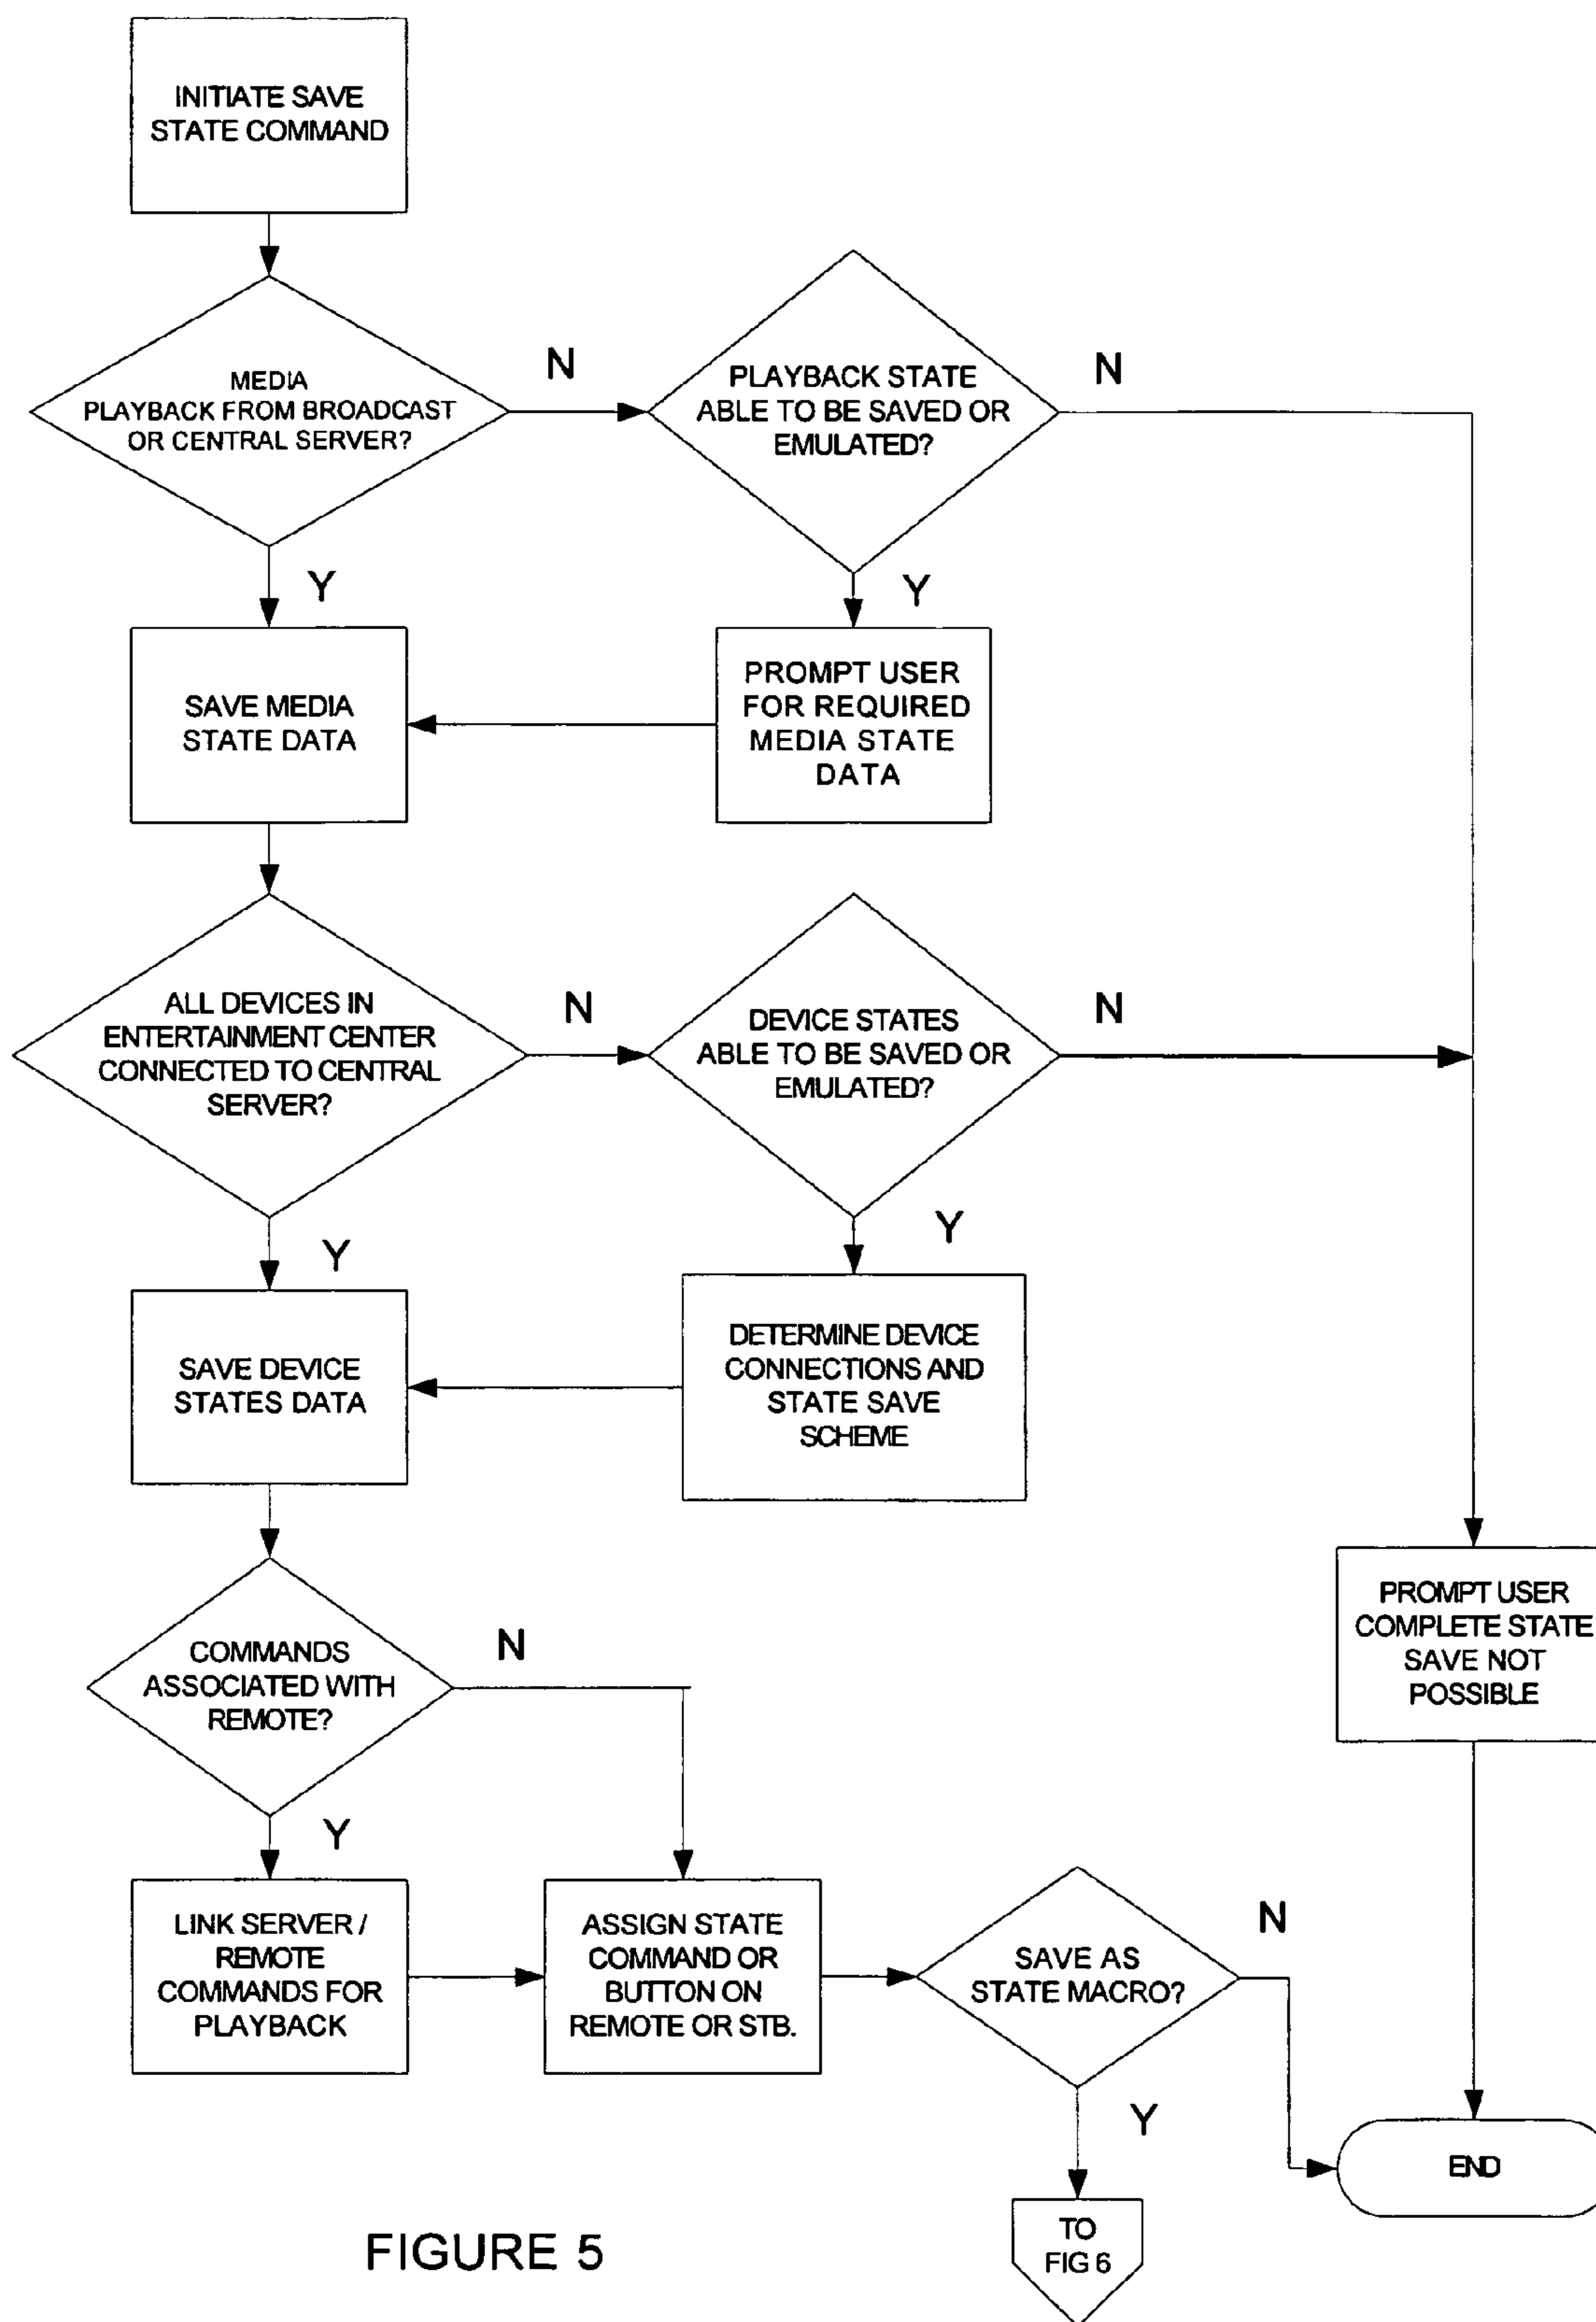 INITIATE SAVE
STATE COMMAND
MEDIA
PLAYBACK FROM BROADCAST
OR CENTRAL SERVER?
N
PLAYBACK STATE
ABLE TO BE SAVED OR
EMULATED?
N
Y
Y
SAVE MEDIA
STATE DATA
PROMPT USER
FOR REQUIRED
MEDIA STATE
DATA
ALL DEVICES IN
ENTERTAINMENT CENTER
CONNECTED TO CENTRAL
SERVER?
N
DEVICE STATES
ABLE TO BE SAVED OR
EMULATED?
N
Y
Y
SAVE DEVICE
STATES DATA
DETERMINE DEVICE
CONNECTIONS AND
STATE SAVE
SCHEME
COMMANDS
ASSOCIATED WITH
REMOTE?
N
PROMPT USER
COMPLETE STATE
SAVE NOT
POSSIBLE
Y
LINK SERVER /
REMOTE
COMMANDS FOR
PLAYBACK
ASSIGN STATE
COMMAND OR
BUTTON ON
REMOTE OR STB.
SAVE AS
STATE MACRO?
N
Y
END
TO
FIG 6
FIGURE 5